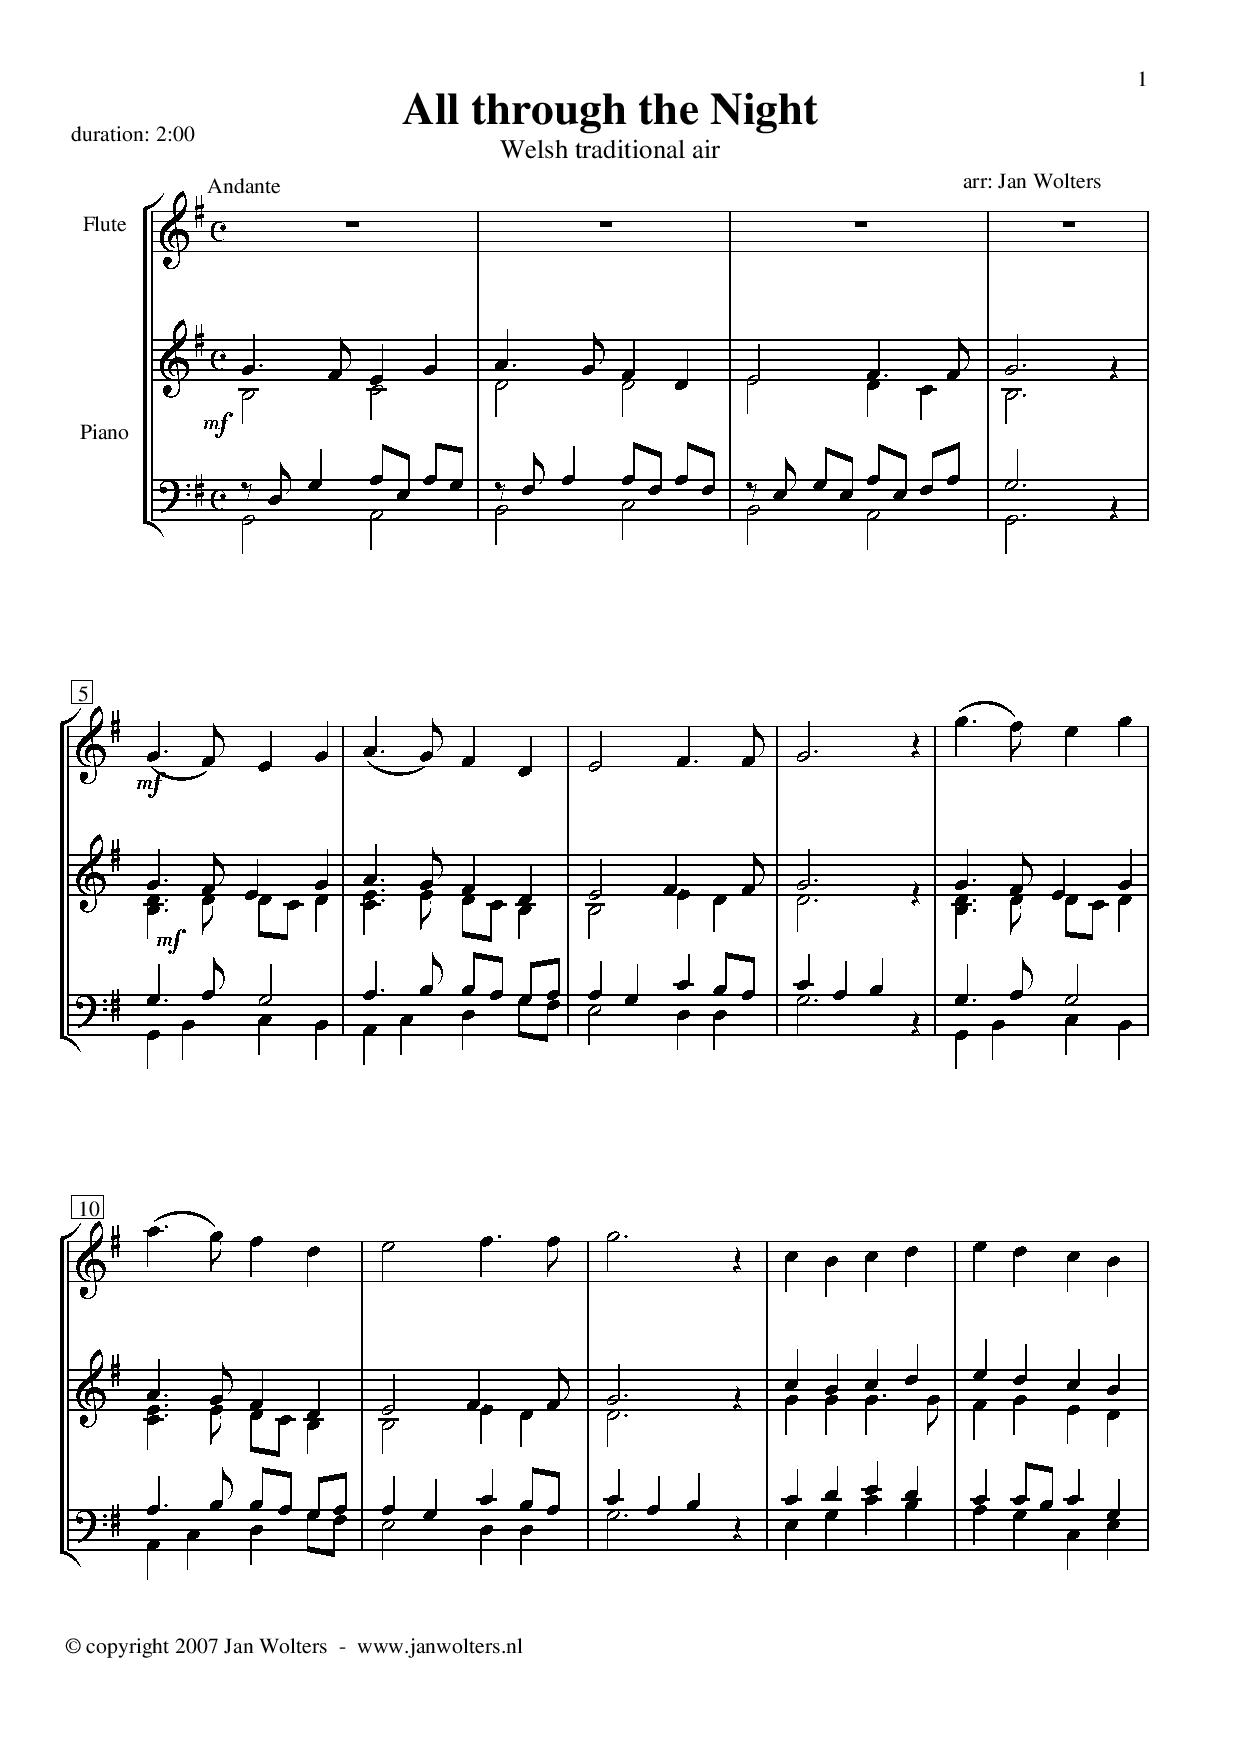 1
All through the Night
duration: 2:00
Welsh traditional air
Andante
arr: Jan Wolters
Flute
mf
Piano
5
mf
mf
10
© copyright 2007 Jan Wolters - www.janwolters.nl